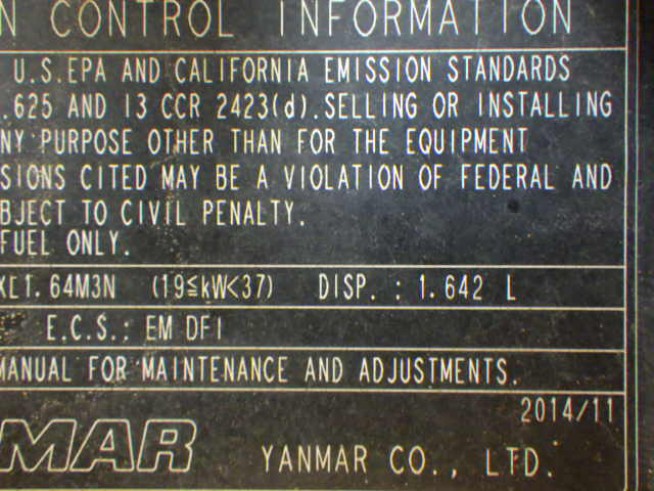 N CONTROL INFORMATION
U.S.EPA AND CALIFORNIA EMISSION STANDARDS
.625 AND 13 CCR 2423(d).SELLING OR INSTALLING
NY PURPOSE OTHER THAN FOR THE EQUIPMENT
SIONS CITED MAY BE A VIOLATION OF FEDERAL AND
BJECT TO CIVIL PENALTY.
FUEL ONLY.
XET.64M3N (19≤kW<37) DISP. : 1.642 L
E.C.S.: EM DFI
MANUAL FOR MAINTENANCE AND ADJUSTMENTS.
2014/11
MAR YANMAR CO., LTD.